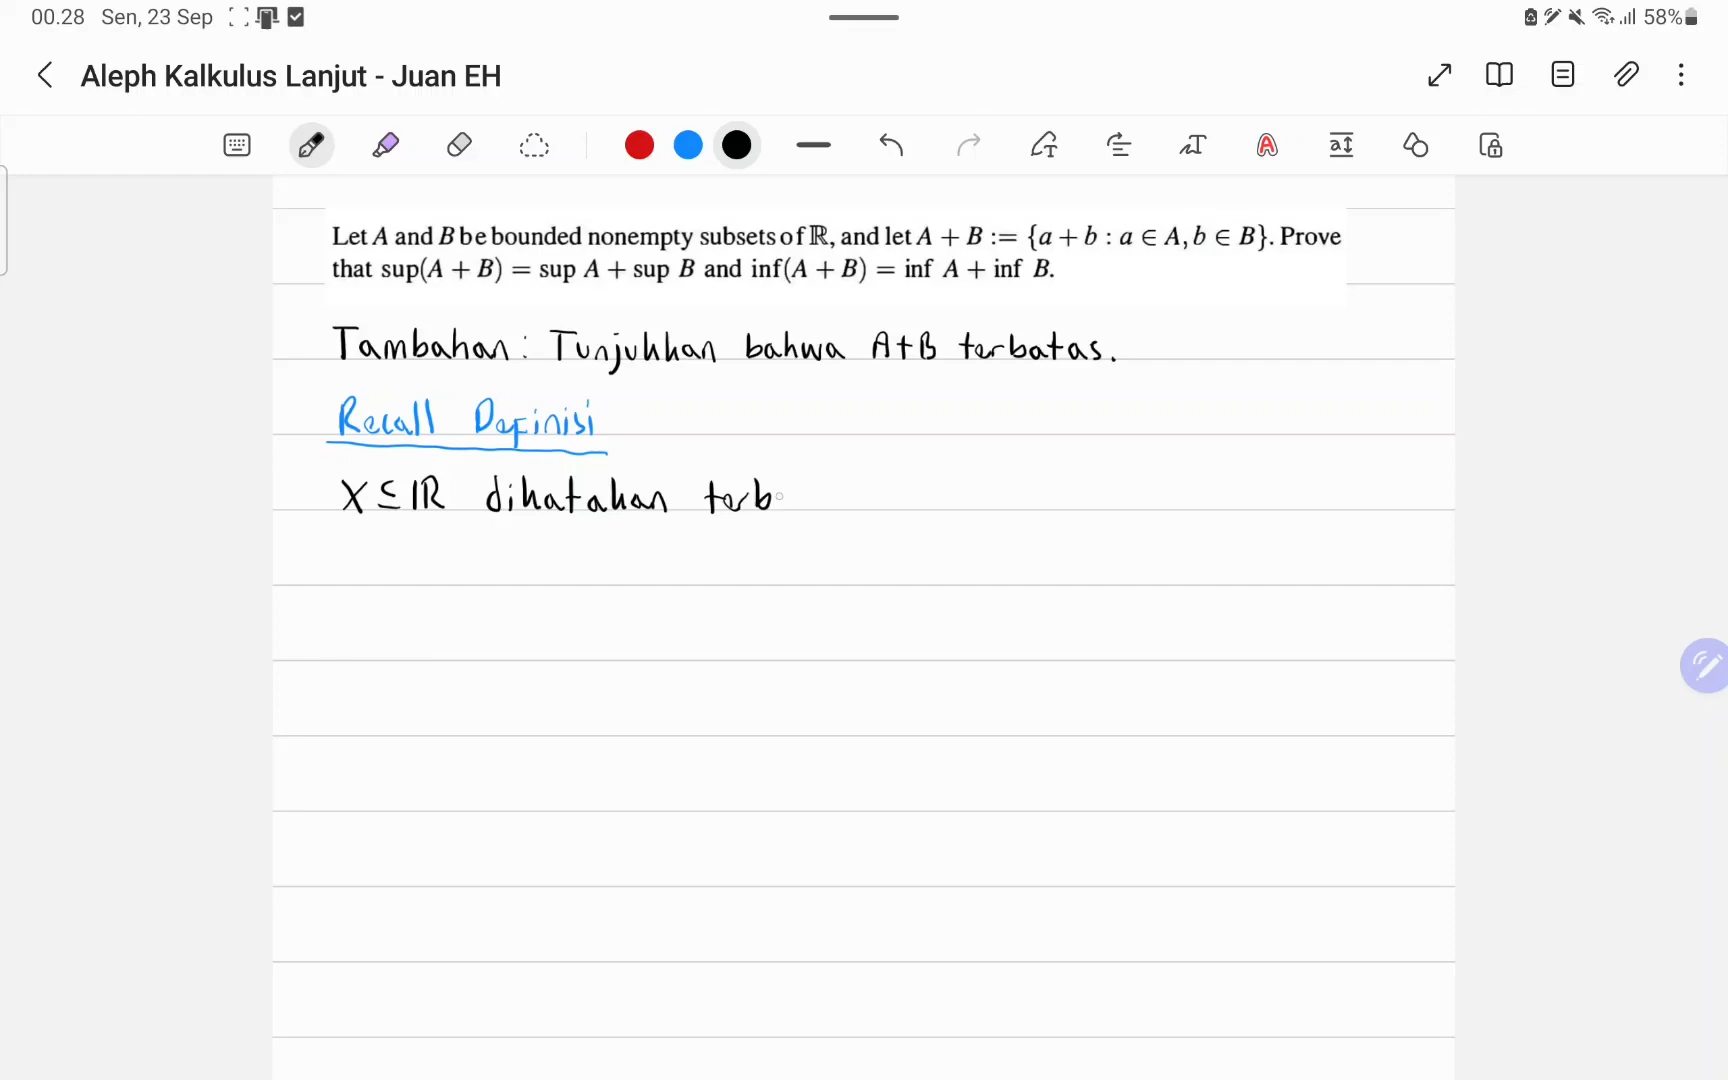 00.28 Sen, 23 Sep 58%
Aleph Kalkulus Lanjut - Juan EH
Let A and B be bounded nonempty subsets of ℝ, and let A + B := {a + b : a ∈ A, b ∈ B}. Prove
that sup(A + B) = sup A + sup B and inf(A + B) = inf A + inf B.
Tambahan : Tunjukkan bahwa A+B terbatas.
Recall Definisi
X ⊆ ℝ dikatakan terb